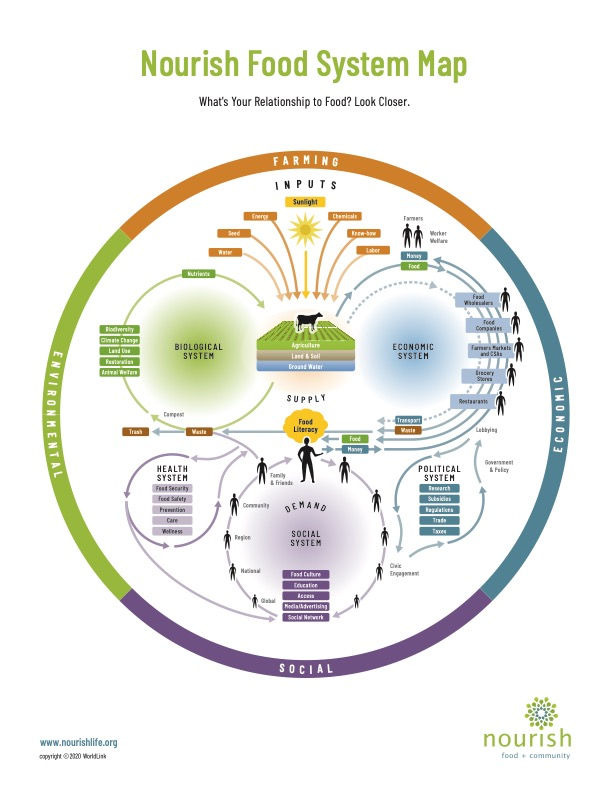 Nourish Food System Map
What's Your Relationship to Food? Look Closer.
FARMING
INPUTS
Sunlight
Energy
Chemicals
Seed
Know-how
Water
Labor
Farmers
Worker
Welfare
Money
Food
Nutrients
Food
Wholesalers
Food
Companies
Farmers Markets
and CSAs
Grocery
Stores
Restaurants
Biodiversity
Climate Change
Land Use
Restoration
Animal Welfare
BIOLOGICAL
SYSTEM
Agriculture
Land & Soil
Ground Water
ECONOMIC
SYSTEM
ENVIRONMENTAL
ECONOMIC
SUPPLY
Compost
Trash
Waste
Food
Literacy
Transport
Waste
Food
Money
Lobbying
HEALTH
SYSTEM
Food Security
Food Safety
Prevention
Care
Wellness
Family
& Friends
Community
Region
National
Global
DEMAND
SOCIAL
SYSTEM
Food Culture
Education
Access
Media/Advertising
Social Network
POLITICAL
SYSTEM
Research
Subsidies
Regulations
Trade
Taxes
Government
& Policy
Civic
Engagement
SOCIAL
www.nourishlife.org
copyright ©2020 WorldLink
nourish
food + community